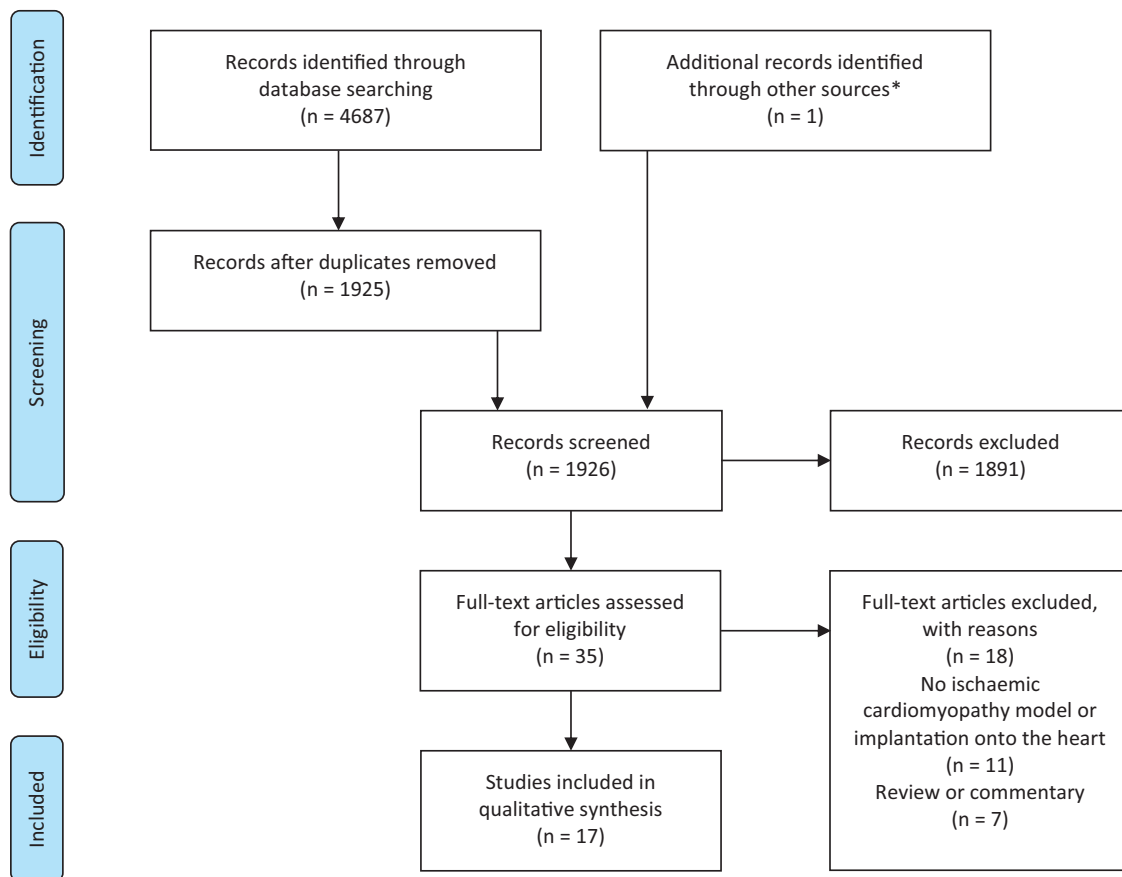 Identification
Records identified through
database searching
(n = 4687)
Additional records identified
through other sources*
(n = 1)
Screening
Records after duplicates removed
(n = 1925)
Records screened
(n = 1926)
Records excluded
(n = 1891)
Eligibility
Full-text articles assessed
for eligibility
(n = 35)
Full-text articles excluded,
with reasons
(n = 18)
No ischaemic
cardiomyopathy model or
implantation onto the heart
(n = 11)
Review or commentary
(n = 7)
Included
Studies included in
qualitative synthesis
(n = 17)